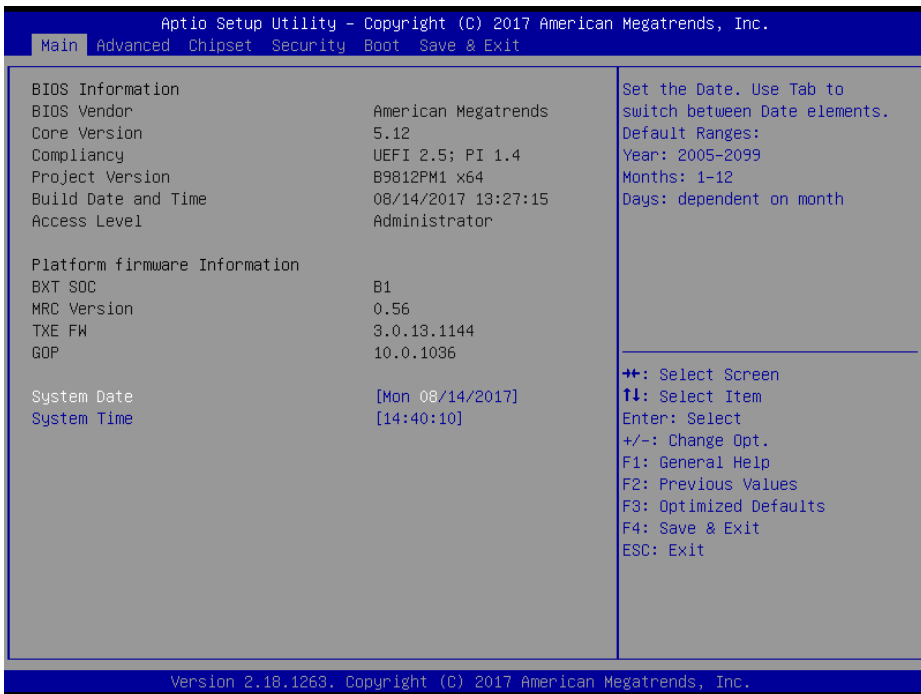 Aptio Setup Utility – Copyright (C) 2017 American Megatrends, Inc.
Main Advanced Chipset Security Boot Save & Exit
BIOS Information
BIOS Vendor American Megatrends
Core Version 5.12
Compliancy UEFI 2.5; PI 1.4
Project Version B9812PM1 x64
Build Date and Time 08/14/2017 13:27:15
Access Level Administrator
Platform firmware Information
BXT SOC B1
MRC Version 0.56
TXE FW 3.0.13.1144
GOP 10.0.1036
System Date [Mon 08/14/2017]
System Time [14:40:10]
Set the Date. Use Tab to
switch between Date elements.
Default Ranges:
Year: 2005-2099
Months: 1-12
Days: dependent on month
→←: Select Screen
↑↓: Select Item
Enter: Select
+/-: Change Opt.
F1: General Help
F2: Previous Values
F3: Optimized Defaults
F4: Save & Exit
ESC: Exit
Version 2.18.1263. Copyright (C) 2017 American Megatrends, Inc.